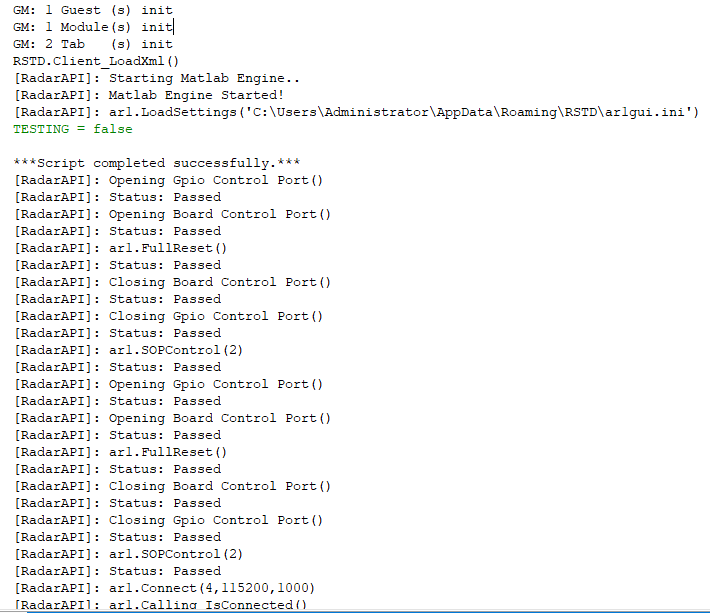 GM: 1 Guest (s) init
GM: 1 Module(s) init
GM: 2 Tab   (s) init
RSTD.Client_LoadXml()
[RadarAPI]: Starting Matlab Engine..
[RadarAPI]: Matlab Engine Started!
[RadarAPI]: ar1.LoadSettings('C:\Users\Administrator\AppData\Roaming\RSTD\ar1gui.ini')
TESTING = false
***Script completed successfully.***
[RadarAPI]: Opening Gpio Control Port()
[RadarAPI]: Status: Passed
[RadarAPI]: Opening Board Control Port()
[RadarAPI]: Status: Passed
[RadarAPI]: ar1.FullReset()
[RadarAPI]: Status: Passed
[RadarAPI]: Closing Board Control Port()
[RadarAPI]: Status: Passed
[RadarAPI]: Closing Gpio Control Port()
[RadarAPI]: Status: Passed
[RadarAPI]: ar1.SOPControl(2)
[RadarAPI]: Status: Passed
[RadarAPI]: Opening Gpio Control Port()
[RadarAPI]: Status: Passed
[RadarAPI]: Opening Board Control Port()
[RadarAPI]: Status: Passed
[RadarAPI]: ar1.FullReset()
[RadarAPI]: Status: Passed
[RadarAPI]: Closing Board Control Port()
[RadarAPI]: Status: Passed
[RadarAPI]: Closing Gpio Control Port()
[RadarAPI]: Status: Passed
[RadarAPI]: ar1.SOPControl(2)
[RadarAPI]: Status: Passed
[RadarAPI]: ar1.Connect(4,115200,1000)
[RadarAPI]: ar1.Calling IsConnected()